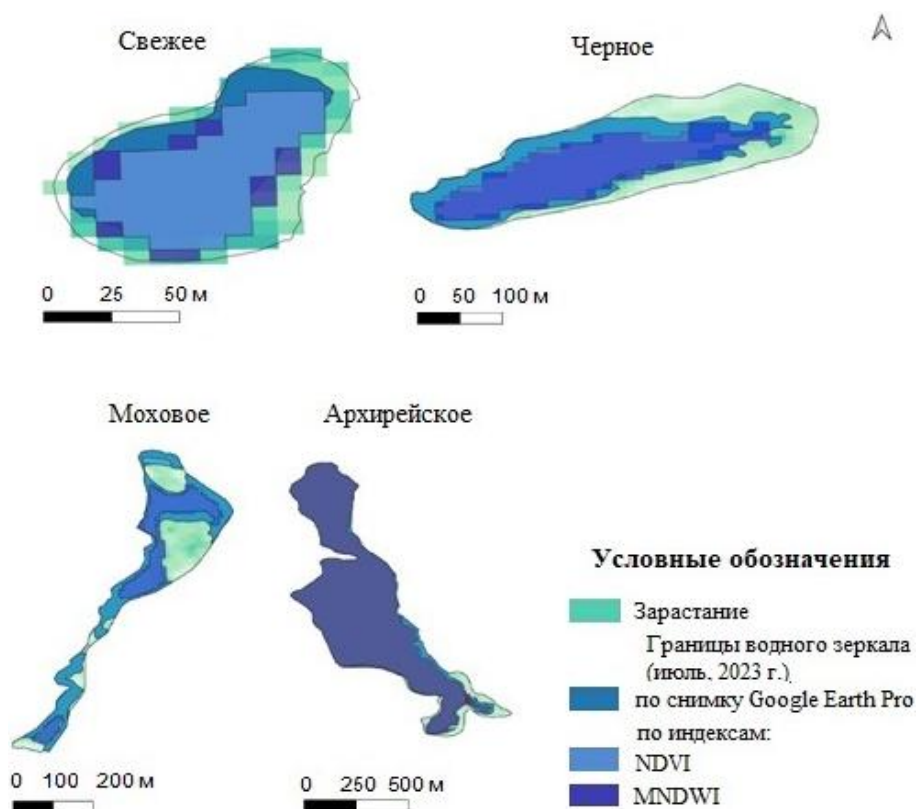 Свежее
Черное
0 25 50 м
0 50 100 м
Моховое
Архирейское
0 100 200 м
0 250 500 м
Условные обозначения
Зарастание
Границы водного зеркала
(июль, 2023 г.)
по снимку Google Earth Pro
по индексам:
NDVI
MNDWI